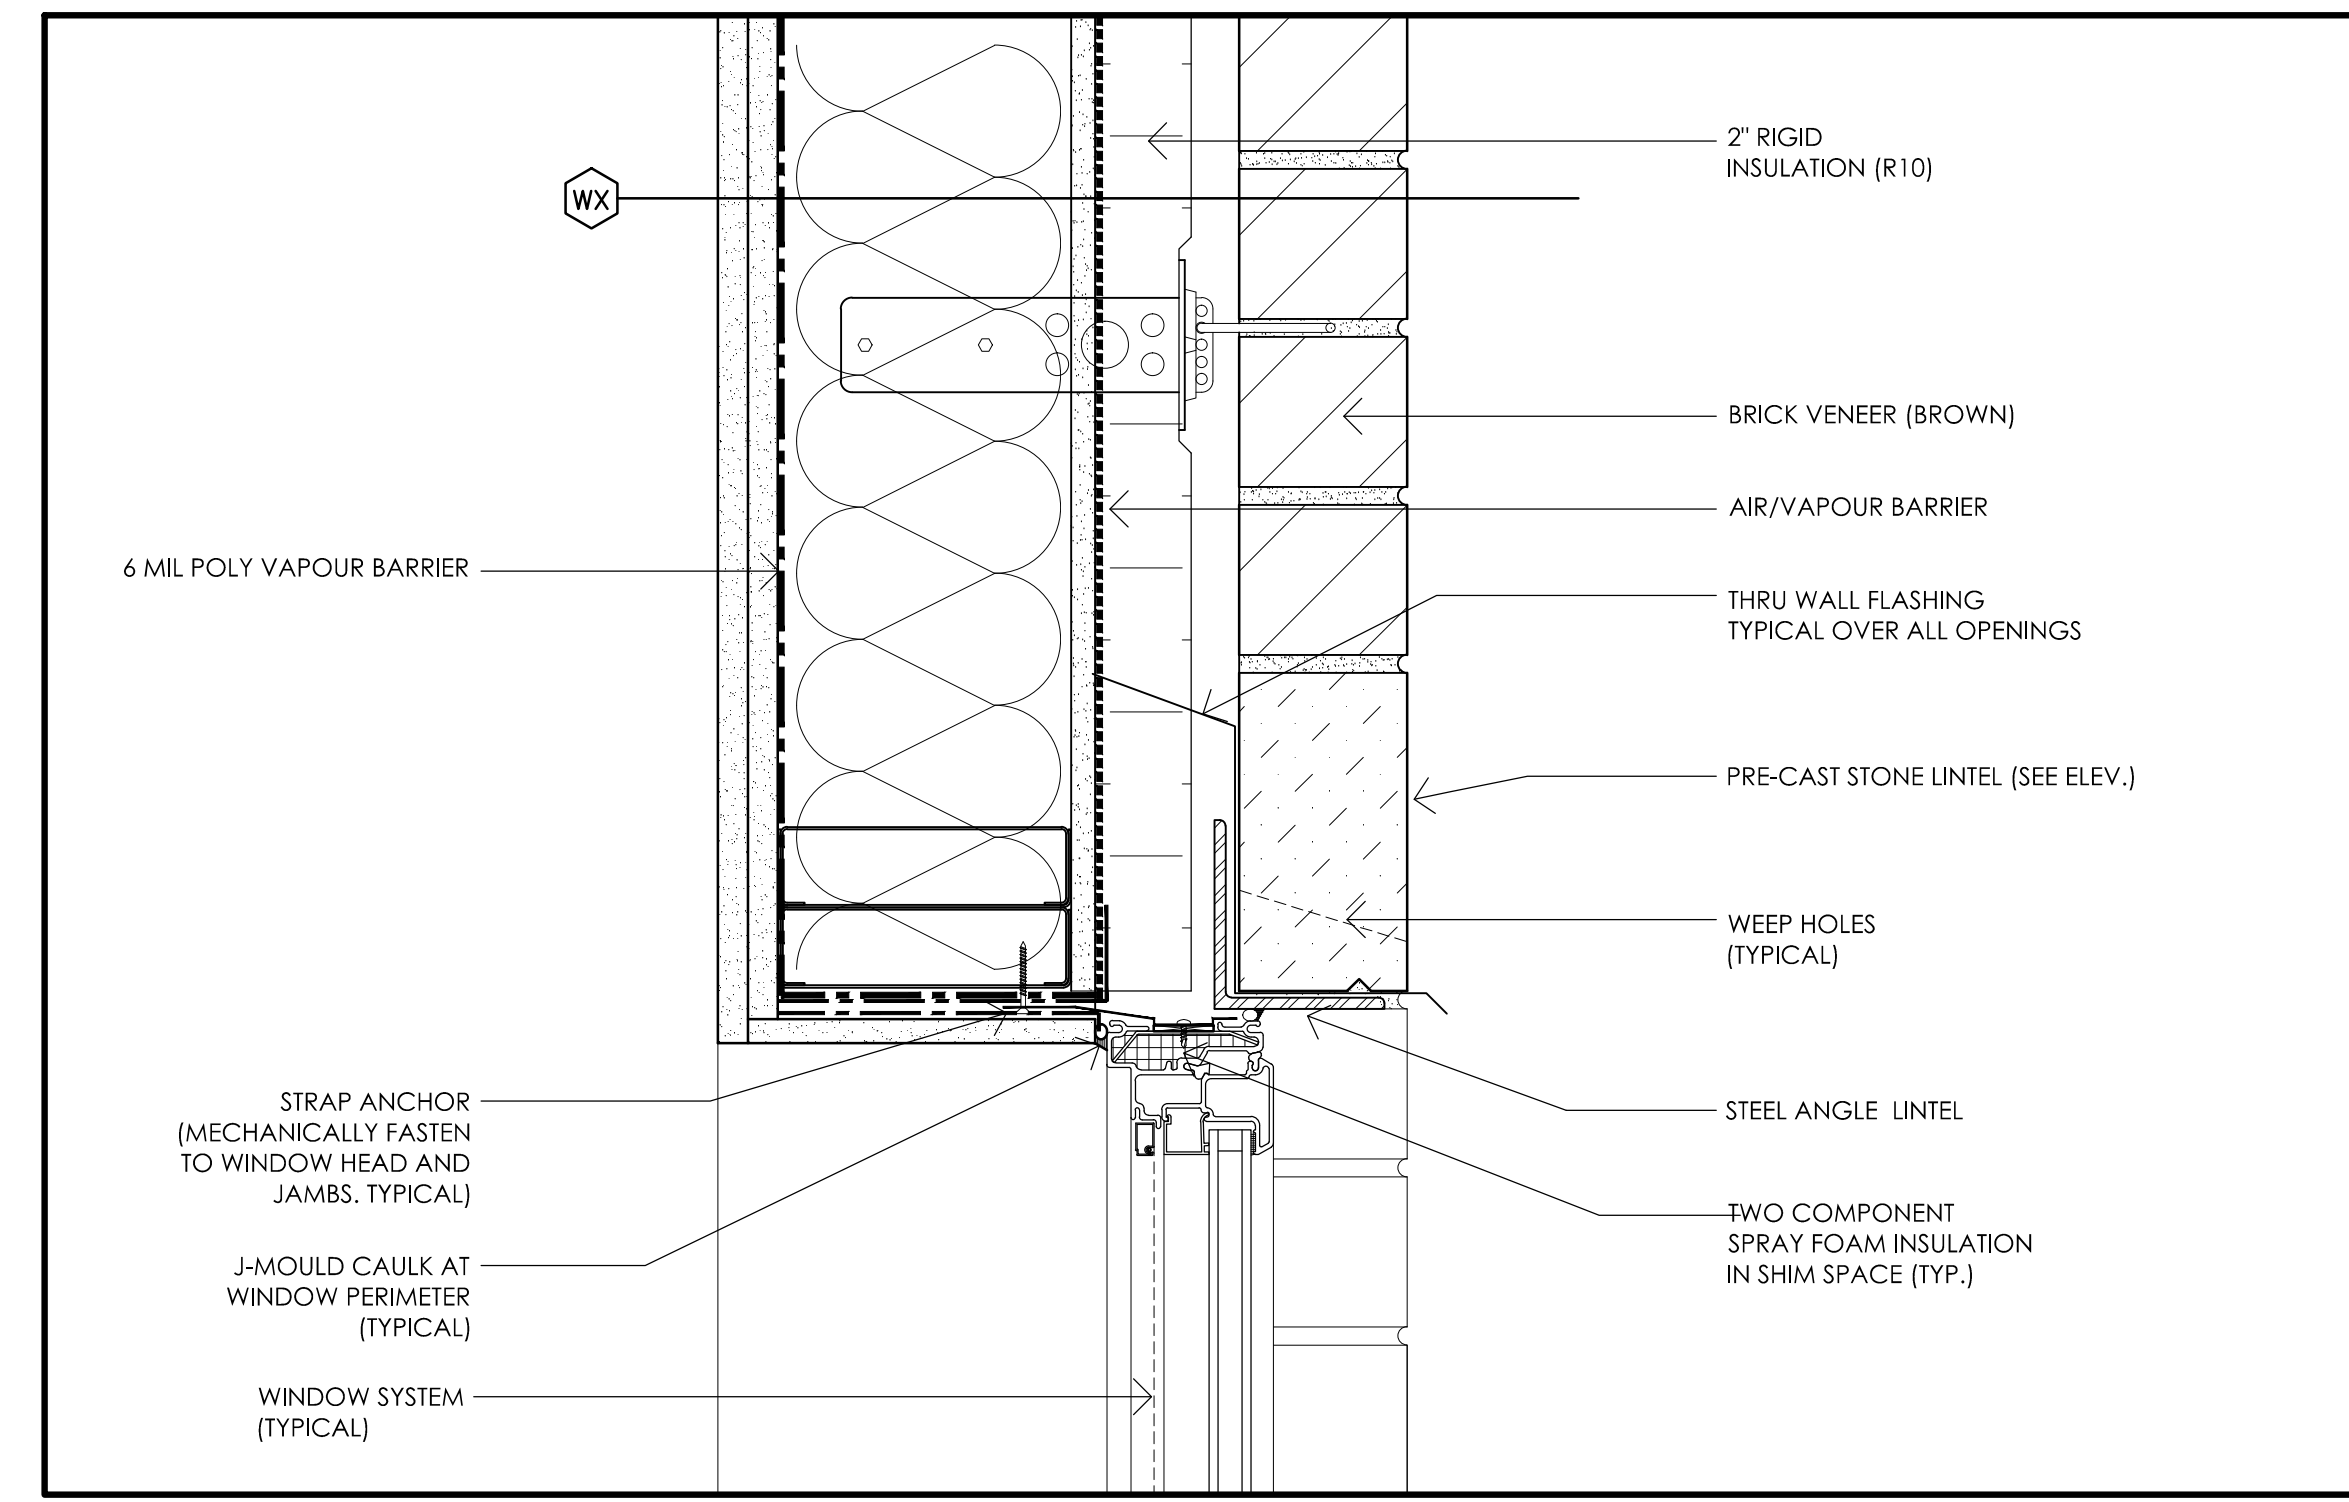 2" RIGID
INSULATION (R10)
WX
BRICK VENEER (BROWN)
AIR/VAPOUR BARRIER
6 MIL POLY VAPOUR BARRIER
THRU WALL FLASHING
TYPICAL OVER ALL OPENINGS
PRE-CAST STONE LINTEL (SEE ELEV.)
WEEP HOLES
(TYPICAL)
STRAP ANCHOR
(MECHANICALLY FASTEN
TO WINDOW HEAD AND
JAMBS. TYPICAL)
STEEL ANGLE LINTEL
TWO COMPONENT
SPRAY FOAM INSULATION
IN SHIM SPACE (TYP.)
J-MOULD CAULK AT
WINDOW PERIMETER
(TYPICAL)
WINDOW SYSTEM
(TYPICAL)